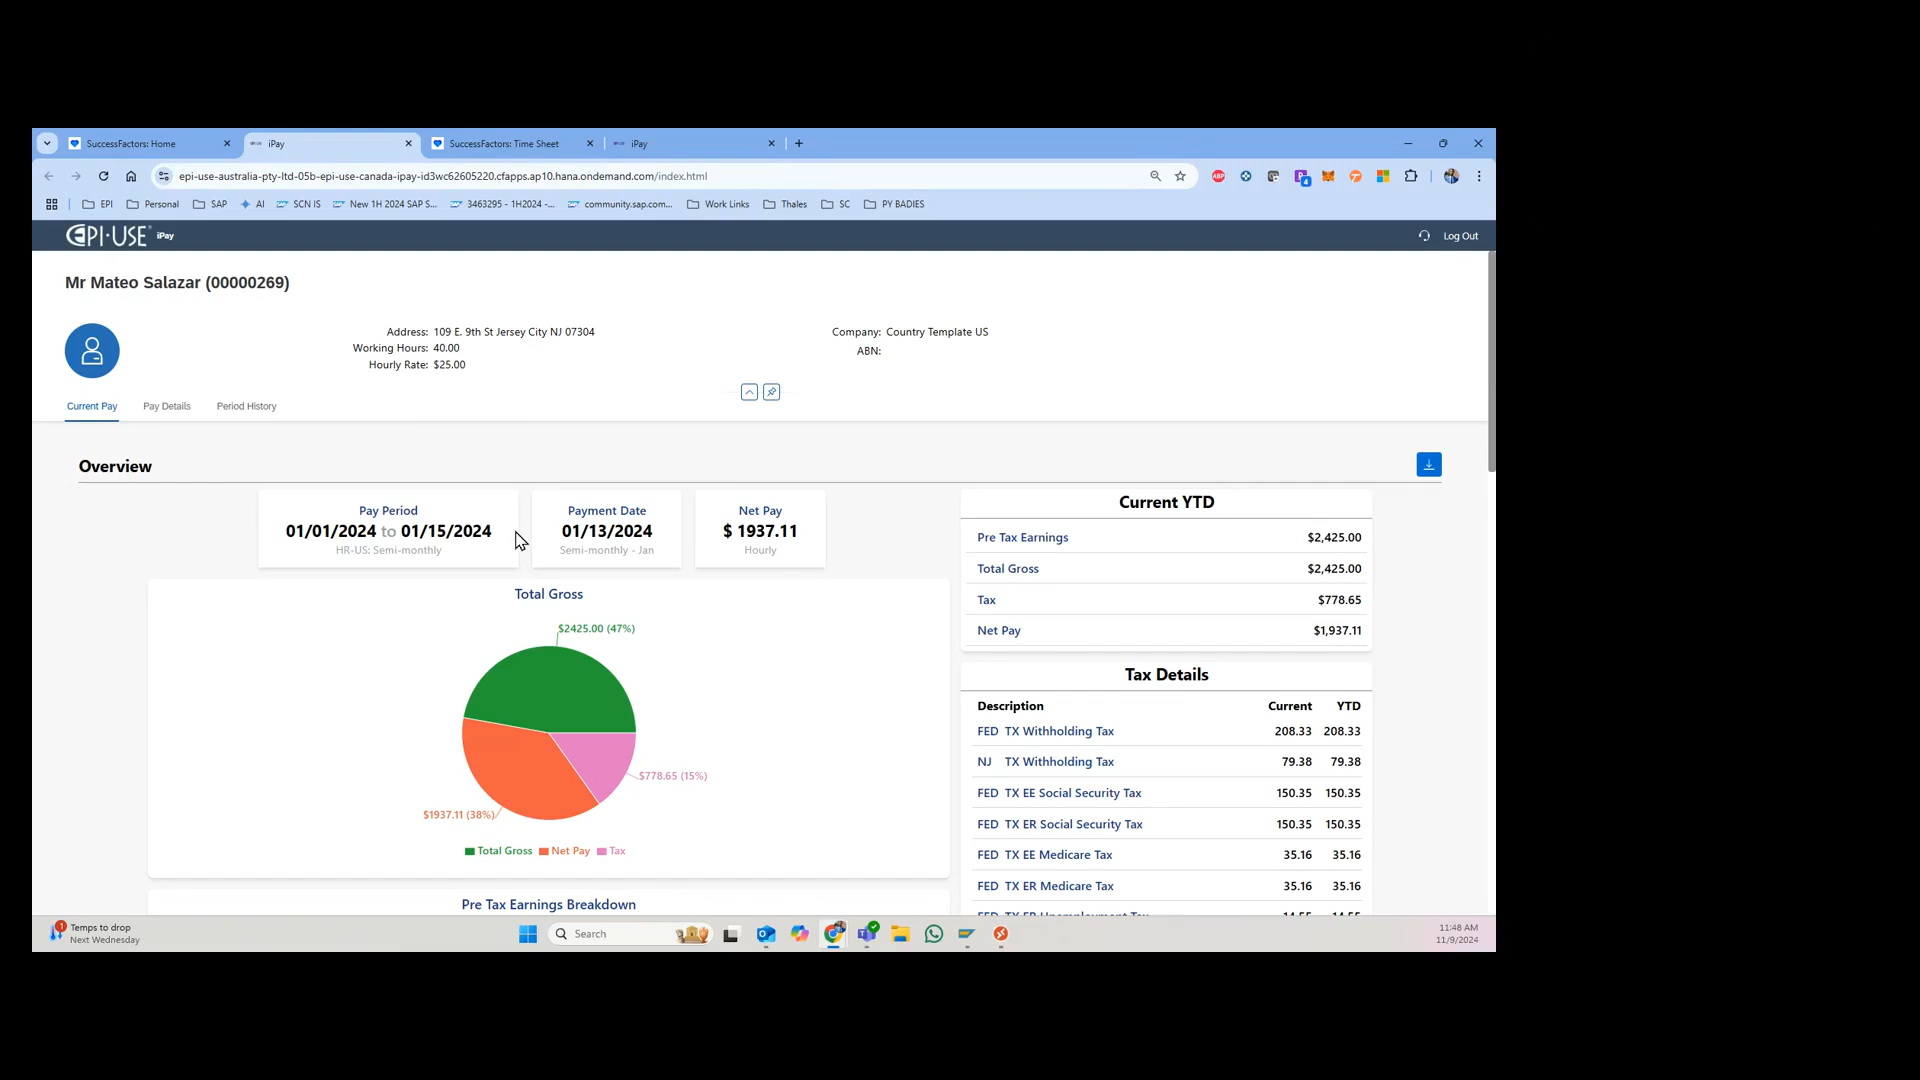 SuccessFactors: Home
iPay
SuccessFactors: Time Sheet
iPay
epi-use-australia-pty-ltd-05b-epi-use-canada-ipay-id3wc62605220.cfapps.ap10.hana.ondemand.com/index.html
EPI Personal SAP AI SCN IS New 1H 2024 SAP S... 3463295 - 1H2024 -... community.sap.com... Work Links Thales SC PY BADIES
EPI-USE iPay
Log Out
Mr Mateo Salazar (00000269)
Address: 109 E. 9th St Jersey City NJ 07304
Working Hours: 40.00
Hourly Rate: $25.00
Company: Country Template US
ABN:
Current Pay Pay Details Period History
Overview
Pay Period
01/01/2024 to 01/15/2024
HR-US: Semi-monthly
Payment Date
01/13/2024
Semi-monthly - Jan
Net Pay
$ 1937.11
Hourly
Total Gross
$2425.00 (47%)
$778.65 (15%)
$1937.11 (38%)
Total Gross Net Pay Tax
Pre Tax Earnings Breakdown
Current YTD
Pre Tax Earnings $2,425.00
Total Gross $2,425.00
Tax $778.65
Net Pay $1,937.11
Tax Details
Description Current YTD
FED TX Withholding Tax 208.33 208.33
NJ TX Withholding Tax 79.38 79.38
FED TX EE Social Security Tax 150.35 150.35
FED TX ER Social Security Tax 150.35 150.35
FED TX EE Medicare Tax 35.16 35.16
FED TX ER Medicare Tax 35.16 35.16
FED TX ER Unemployment Tax 14.55 14.55
1
Temps to drop
Next Wednesday
Search
11:48 AM
11/9/2024